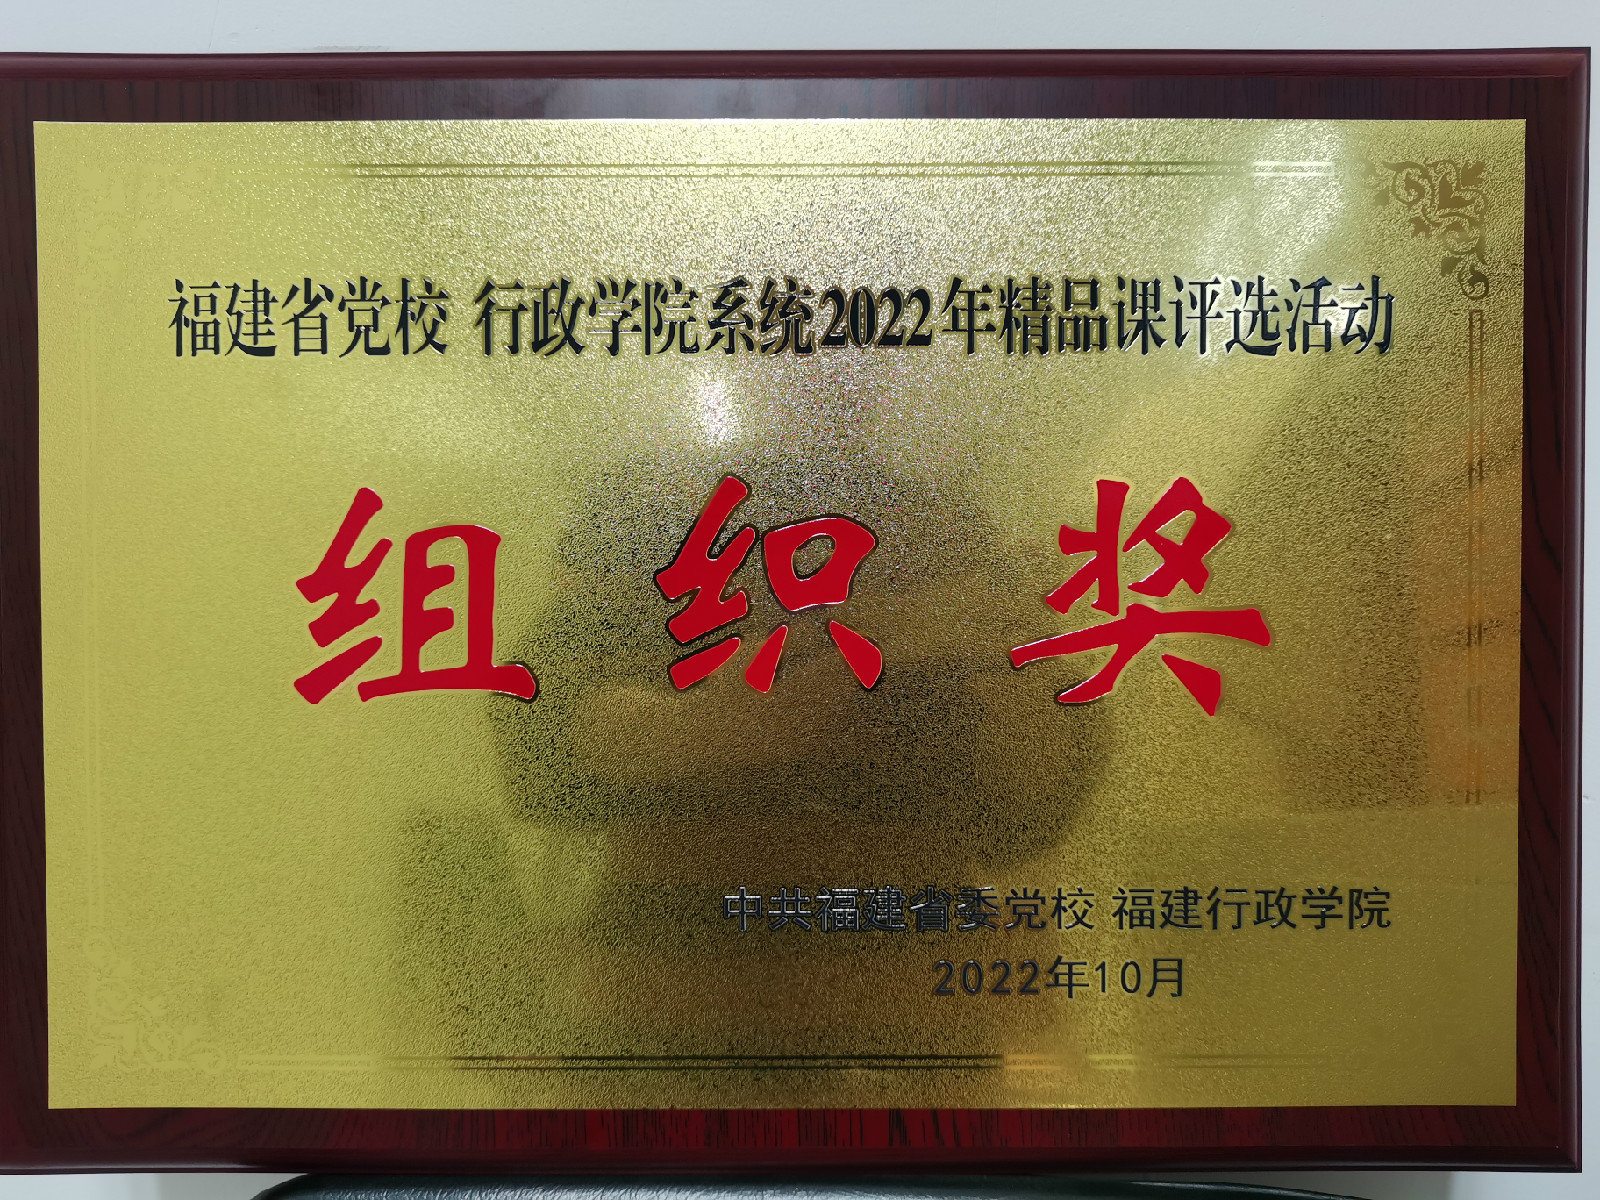 福建省党校 行政学院系统2022年精品课评选活动
组织奖
中共福建省委党校 福建行政学院
2022年10月